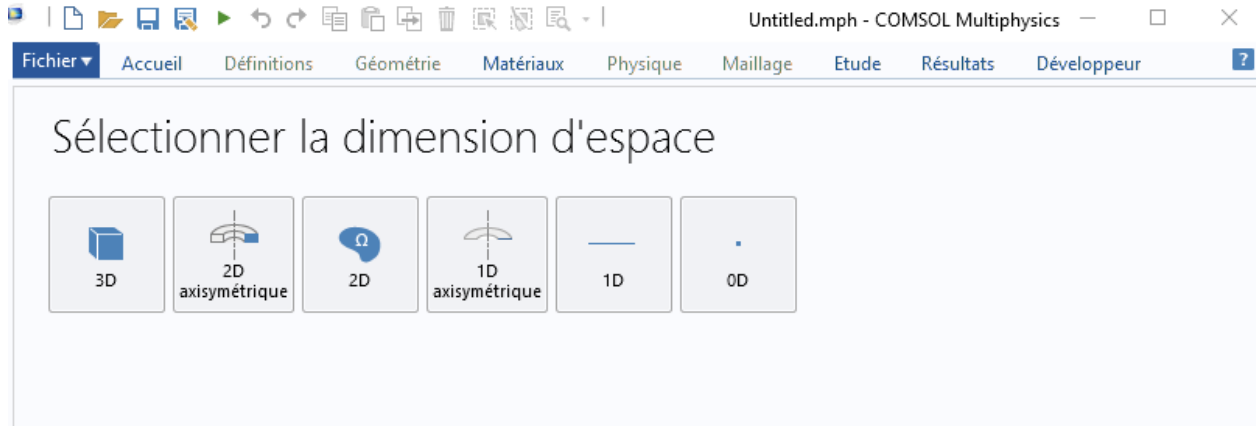 Untitled.mph - COMSOL Multiphysics
Fichier Accueil Définitions Géométrie Matériaux Physique Maillage Etude Résultats Développeur ?
Sélectionner la dimension d'espace
Ω
3D
2D
axisymétrique
2D
1D
axisymétrique
1D
0D